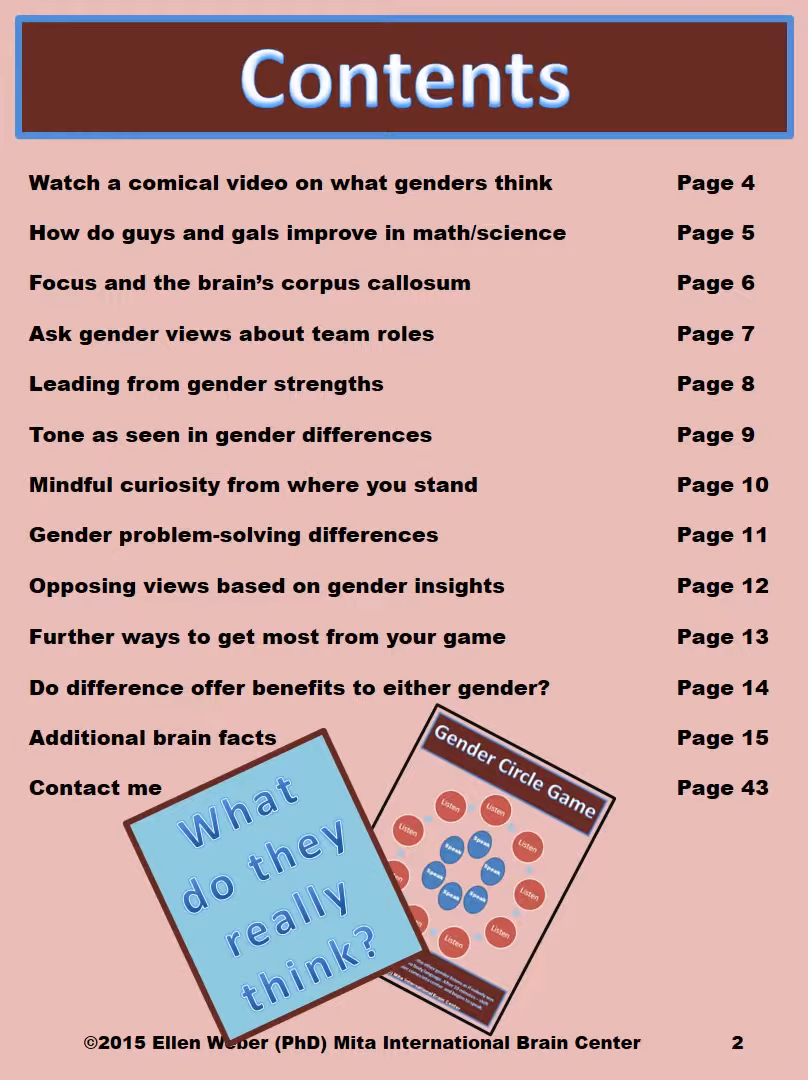 Contents
Watch a comical video on what genders think Page 4
How do guys and gals improve in math/science Page 5
Focus and the brain’s corpus callosum Page 6
Ask gender views about team roles Page 7
Leading from gender strengths Page 8
Tone as seen in gender differences Page 9
Mindful curiosity from where you stand Page 10
Gender problem-solving differences Page 11
Opposing views based on gender insights Page 12
Further ways to get most from your game Page 13
Do difference offer benefits to either gender? Page 14
Additional brain facts Page 15
Contact me Page 43
What
do they
really
think?
Gender Circle Game
Listen
Listen
Listen
Listen
Listen
Listen
Listen
Speak
Speak
Speak
Speak
Speak
Speak
©2015 Ellen Weber (PhD) Mita International Brain Center 2